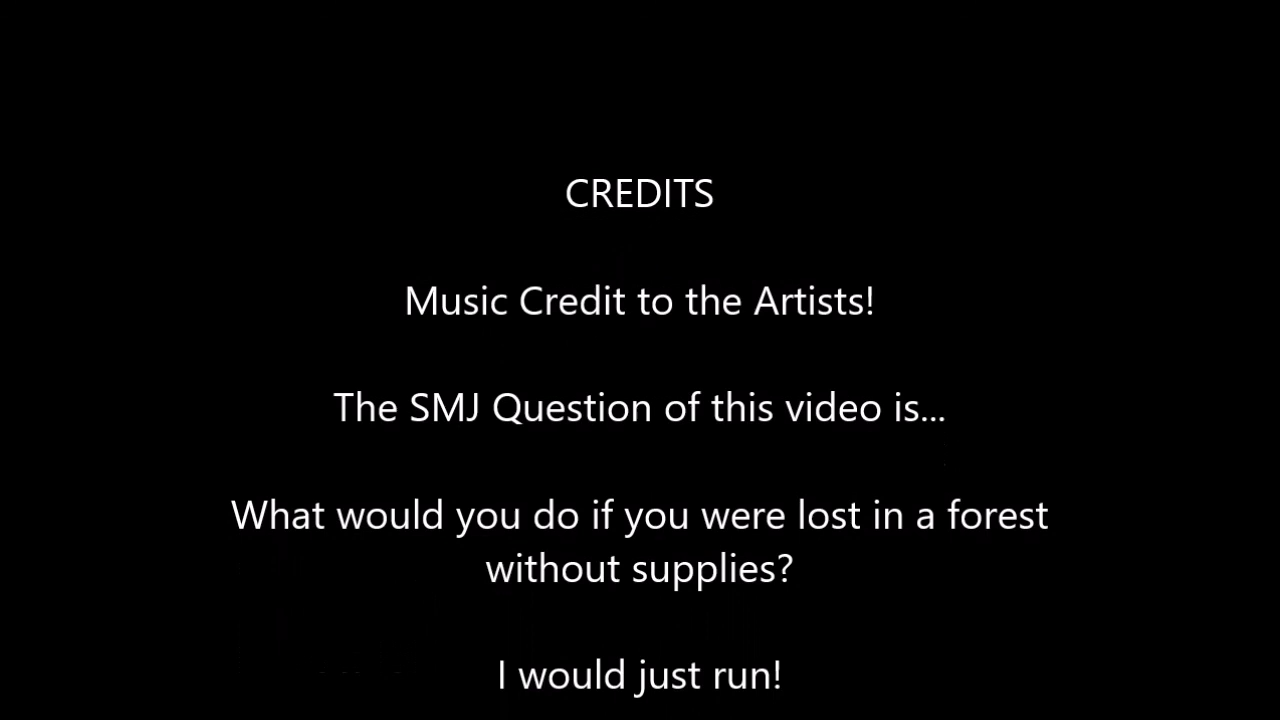 CREDITS
Music Credit to the Artists!
The SMJ Question of this video is...
What would you do if you were lost in a forest
without supplies?
I would just run!